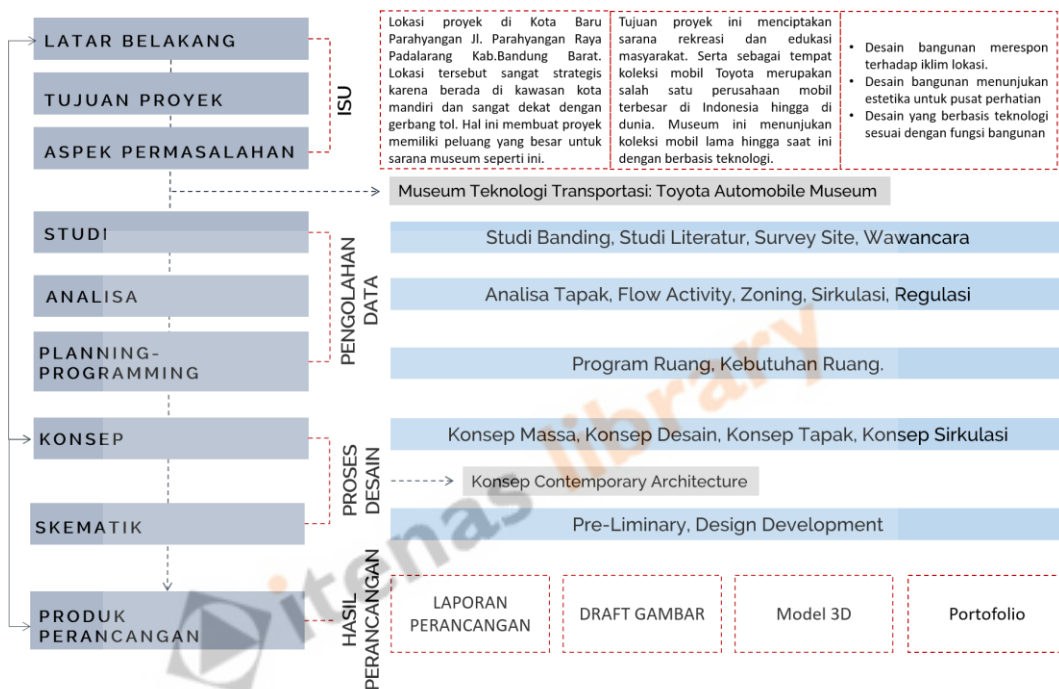 LATAR BELAKANG
TUJUAN PROYEK
ASPEK PERMASALAHAN
ISU
Lokasi proyek di Kota Baru
Parahyangan Jl. Parahyangan Raya
Padalarang Kab.Bandung Barat.
Lokasi tersebut sangat strategis
karena berada di kawasan kota
mandiri dan sangat dekat dengan
gerbang tol. Hal ini membuat proyek
memiliki peluang yang besar untuk
sarana museum seperti ini.
Tujuan proyek ini menciptakan
sarana rekreasi dan edukasi
masyarakat. Serta sebagai tempat
koleksi mobil Toyota merupakan
salah satu perusahaan mobil
terbesar di Indonesia hingga di
dunia. Museum ini menunjukan
koleksi mobil lama hingga saat ini
dengan berbasis teknologi.
• Desain bangunan merespon
terhadap iklim lokasi.
• Desain bangunan menunjukan
estetika untuk pusat perhatian
• Desain yang berbasis teknologi
sesuai dengan fungsi bangunan
Museum Teknologi Transportasi: Toyota Automobile Museum
STUDI
ANALISA
PLANNING-
PROGRAMMING
PENGOLAHAN
DATA
Studi Banding, Studi Literatur, Survey Site, Wawancara
Analisa Tapak, Flow Activity, Zoning, Sirkulasi, Regulasi
Program Ruang, Kebutuhan Ruang.
KONSEP
SKEMATIK
PROSES
DESAIN
Konsep Massa, Konsep Desain, Konsep Tapak, Konsep Sirkulasi
Konsep Contemporary Architecture
Pre-Liminary, Design Development
PRODUK
PERANCANGAN
HASIL
PERANCANGAN
LAPORAN
PERANCANGAN
DRAFT GAMBAR
Model 3D
Portofolio
itenas library